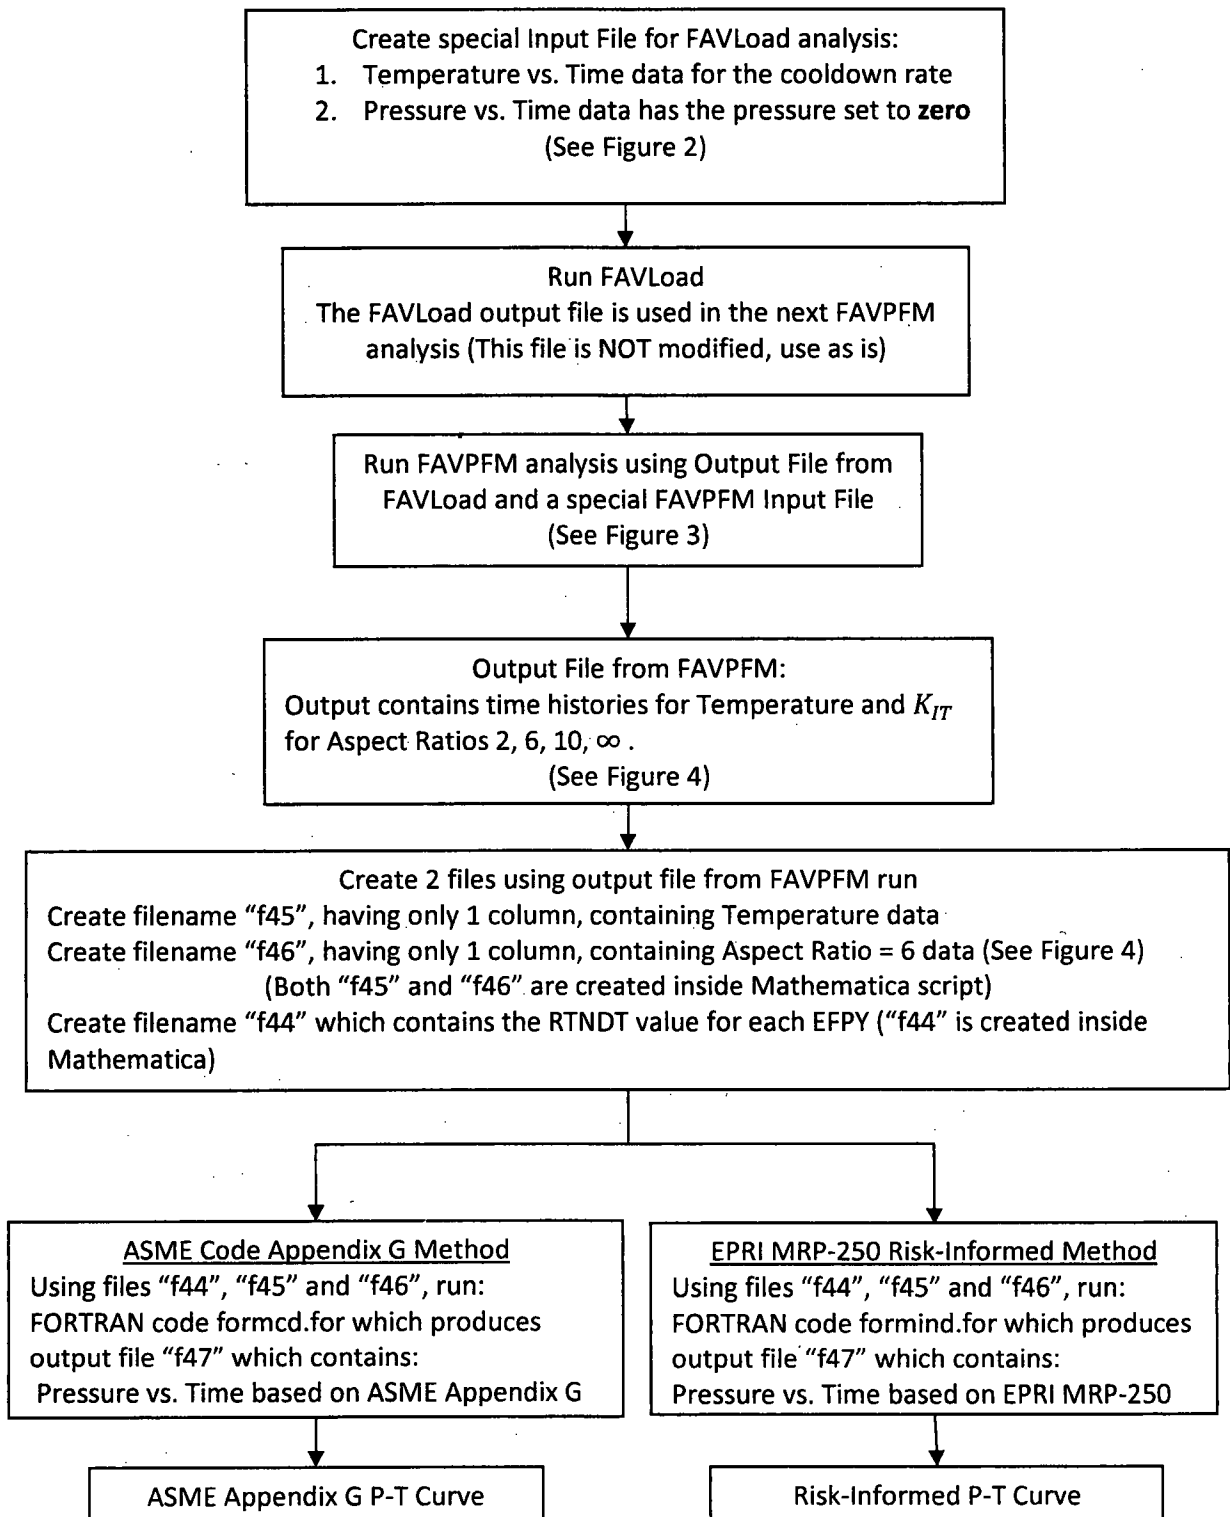 Create special Input File for FAVLoad analysis:
1. Temperature vs. Time data for the cooldown rate
2. Pressure vs. Time data has the pressure set to zero
(See Figure 2)
Run FAVLoad
The FAVLoad output file is used in the next FAVPFM
analysis (This file is NOT modified, use as is)
Run FAVPFM analysis using Output File from
FAVLoad and a special FAVPFM Input File
(See Figure 3)
Output File from FAVPFM:
Output contains time histories for Temperature and K_IT
for Aspect Ratios 2, 6, 10, ∞ .
(See Figure 4)
Create 2 files using output file from FAVPFM run
Create filename “f45”, having only 1 column, containing Temperature data
Create filename “f46”, having only 1 column, containing Aspect Ratio = 6 data (See Figure 4)
(Both “f45” and “f46” are created inside Mathematica script)
Create filename “f44” which contains the RTNDT value for each EFPY (“f44” is created inside
Mathematica)
ASME Code Appendix G Method
Using files “f44”, “f45” and “f46”, run:
FORTRAN code formcd.for which produces
output file “f47” which contains:
Pressure vs. Time based on ASME Appendix G
EPRI MRP-250 Risk-Informed Method
Using files “f44”, “f45” and “f46”, run:
FORTRAN code formind.for which produces
output file “f47” which contains:
Pressure vs. Time based on EPRI MRP-250
ASME Appendix G P-T Curve
Risk-Informed P-T Curve